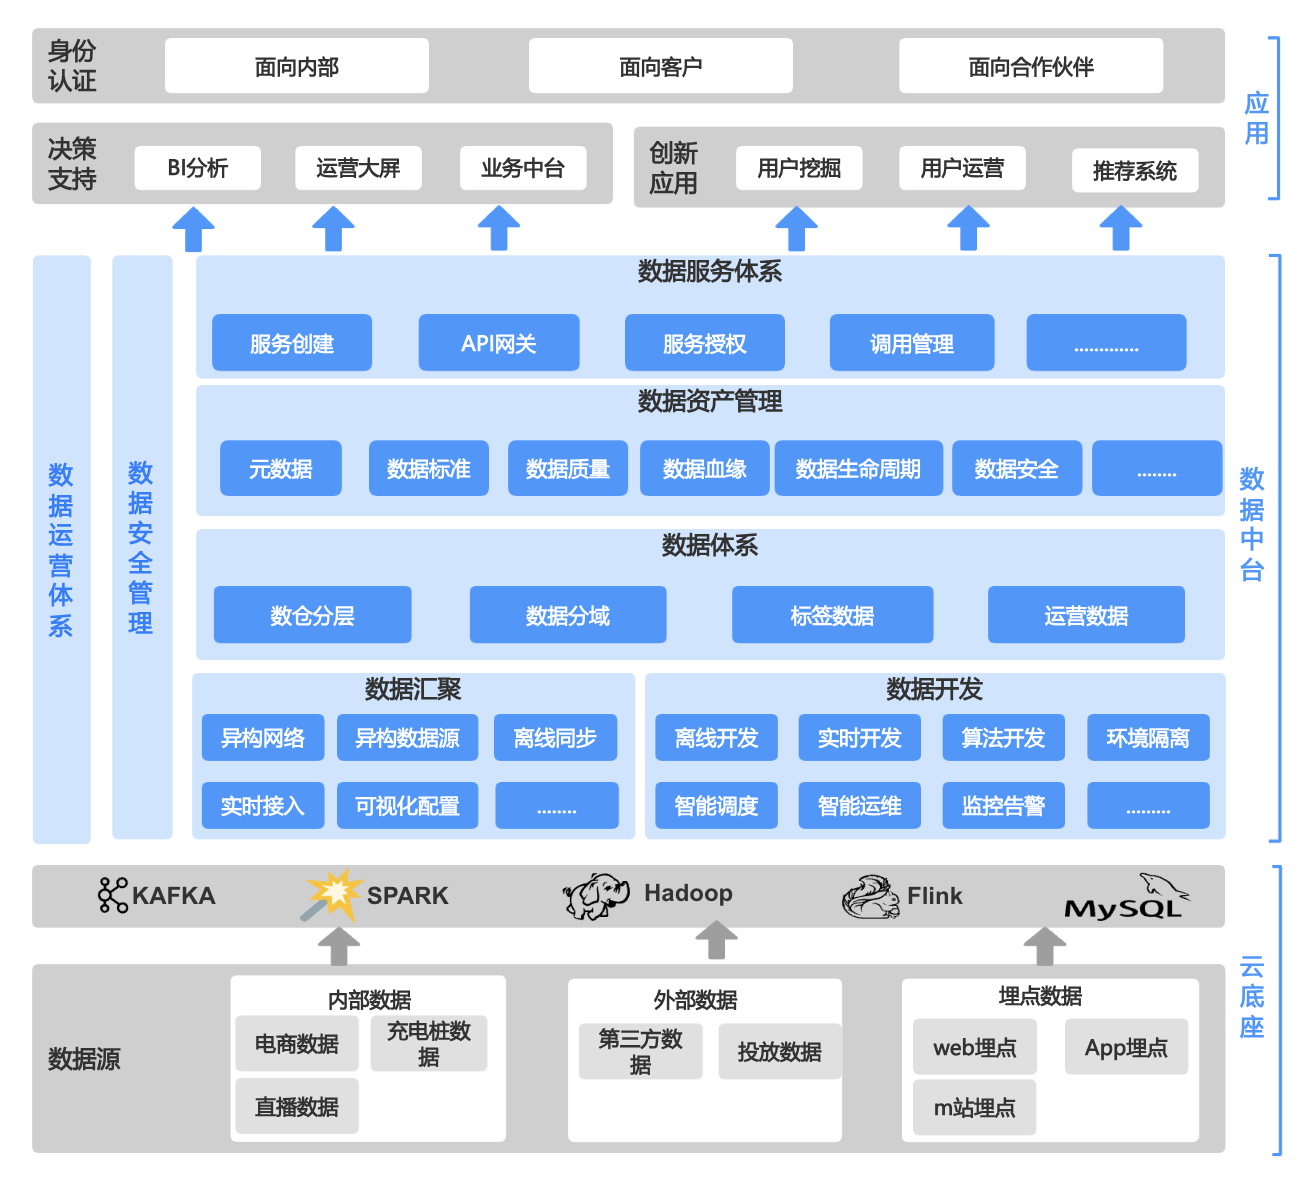 身份
认证
面向内部
面向客户
面向合作伙伴
应用
决策
支持
BI分析
运营大屏
业务中台
创新
应用
用户挖掘
用户运营
推荐系统
数据运营体系
数据安全管理
数据服务体系
服务创建
API网关
服务授权
调用管理
.............
数据资产管理
元数据
数据标准
数据质量
数据血缘
数据生命周期
数据安全
........
数据中台
数据体系
数仓分层
数据分域
标签数据
运营数据
数据汇聚
异构网络
异构数据源
离线同步
实时接入
可视化配置
........
数据开发
离线开发
实时开发
算法开发
环境隔离
智能调度
智能运维
监控告警
.........
KAFKA
SPARK
Hadoop
Flink
MySQL
云底座
数据源
内部数据
电商数据
充电桩数
据
直播数据
外部数据
第三方数
据
投放数据
埋点数据
web埋点
App埋点
m站埋点